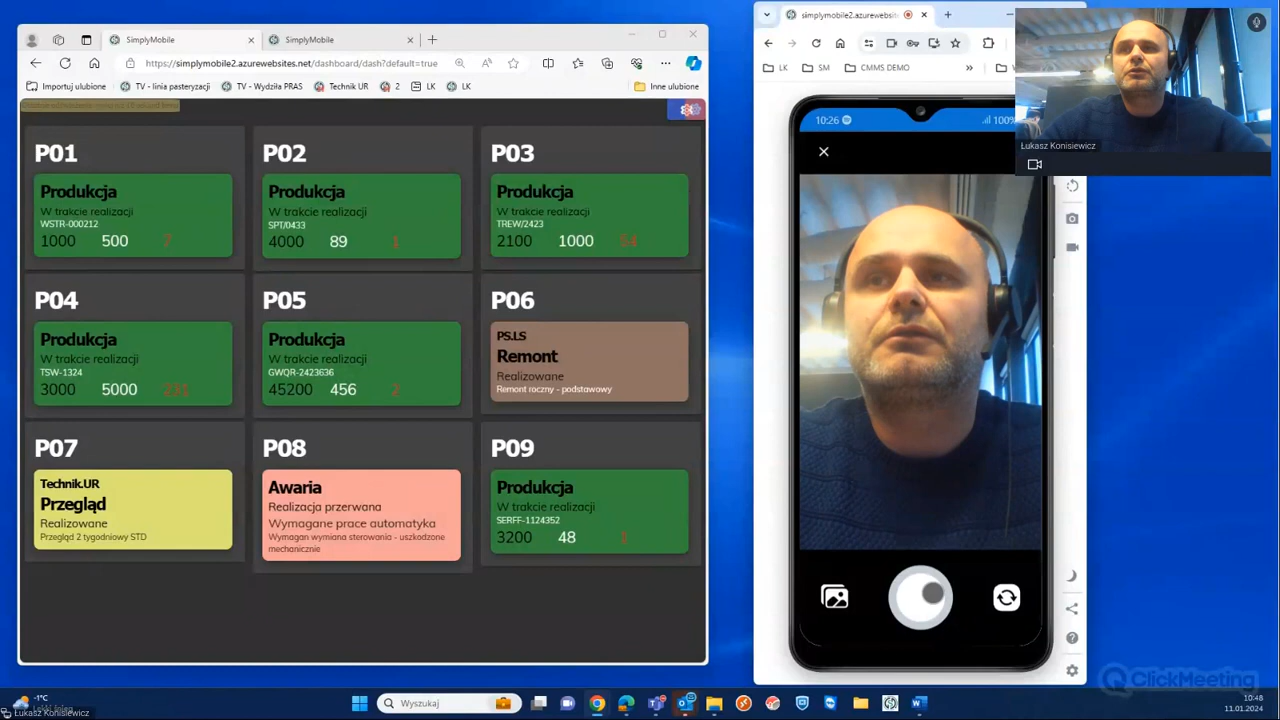 SimplyMobile
SimplyMobile
https://simplymobile2.azurewebsites.net/dashboard/dash?default=true
Importuj ulubione
TV - linia pasteryzacji
TV - Wydziła PRAS
Technik UR
2
LK
LK
Inne ulubione
P01
Produkcja
W trakcie realizacji
WSTR-000212
1000 500 7
P02
Produkcja
W trakcie realizacji
SPT/0433
4000 89 1
P03
Produkcja
W trakcie realizacji
TREW/2423
2100 1000
P04
Produkcja
W trakcie realizacji
TSW-1324
3000 5000
P05
Produkcja
W trakcie realizacji
GWQR-2423636
45200 456 2
P06
PS.LS
Remont
Realizowane
Remont roczny - podstawowy
P07
Technik.UR
Przegląd
Realizowane
Przegląd 2 tygodniowy STD
P08
Awaria
Realizacja przerwana
Wymagane prace automatyka
Wymagan wymiana sterowania - uszkodzone
mechanicznie
P09
Produkcja
W trakcie realizacji
SERFF-1124352
3200 48 1
simplymobile2.azurewebsite
LK
SM
CMMS DEMO
»
10:26
100%
Łukasz Konisiewicz
ClickMeeting
-1°C
Łukasz Konisiewicz
Wyszukaj
10:48
11.01.2024